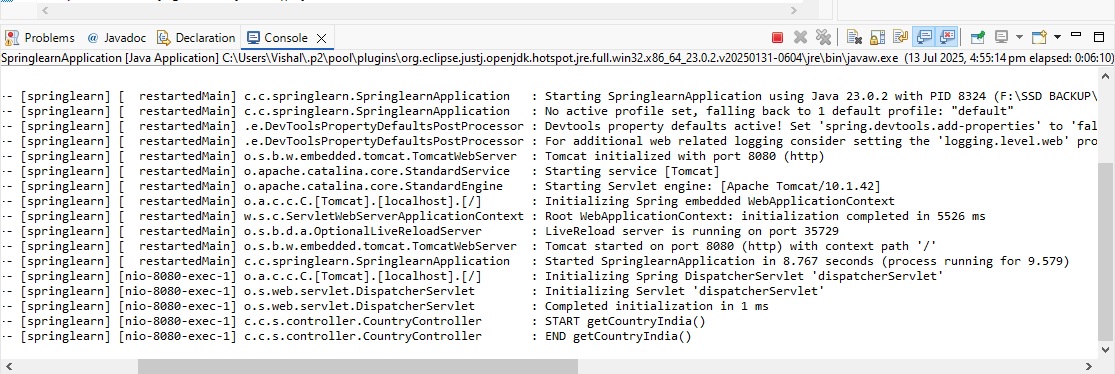 Problems @ Javadoc Declaration Console
SpringlearnApplication [Java Application] C:\Users\Vishal\.p2\pool\plugins\org.eclipse.justj.openjdk.hotspot.jre.full.win32.x86_64_23.0.2.v20250131-0604\jre\bin\javaw.exe (13 Jul 2025, 4:55:14 pm elapsed: 0:06:10)
-- [springlearn] [  restartedMain] c.c.springlearn.SpringlearnApplication   : Starting SpringlearnApplication using Java 23.0.2 with PID 8324 (F:\SSD BACKUP\
-- [springlearn] [  restartedMain] c.c.springlearn.SpringlearnApplication   : No active profile set, falling back to 1 default profile: "default"
-- [springlearn] [  restartedMain] .e.DevToolsPropertyDefaultsPostProcessor : Devtools property defaults active! Set 'spring.devtools.add-properties' to 'fal
-- [springlearn] [  restartedMain] .e.DevToolsPropertyDefaultsPostProcessor : For additional web related logging consider setting the 'logging.level.web' pro
-- [springlearn] [  restartedMain] o.s.b.w.embedded.tomcat.TomcatWebServer  : Tomcat initialized with port 8080 (http)
-- [springlearn] [  restartedMain] o.apache.catalina.core.StandardService   : Starting service [Tomcat]
-- [springlearn] [  restartedMain] o.apache.catalina.core.StandardEngine    : Starting Servlet engine: [Apache Tomcat/10.1.42]
-- [springlearn] [  restartedMain] o.a.c.c.C.[Tomcat].[localhost].[/]       : Initializing Spring embedded WebApplicationContext
-- [springlearn] [  restartedMain] w.s.c.ServletWebServerApplicationContext : Root WebApplicationContext: initialization completed in 5526 ms
-- [springlearn] [  restartedMain] o.s.b.d.a.OptionalLiveReloadServer       : LiveReload server is running on port 35729
-- [springlearn] [  restartedMain] o.s.b.w.embedded.tomcat.TomcatWebServer  : Tomcat started on port 8080 (http) with context path '/'
-- [springlearn] [  restartedMain] c.c.springlearn.SpringlearnApplication   : Started SpringlearnApplication in 8.767 seconds (process running for 9.579)
-- [springlearn] [nio-8080-exec-1] o.a.c.c.C.[Tomcat].[localhost].[/]       : Initializing Spring DispatcherServlet 'dispatcherServlet'
-- [springlearn] [nio-8080-exec-1] o.s.web.servlet.DispatcherServlet        : Initializing Servlet 'dispatcherServlet'
-- [springlearn] [nio-8080-exec-1] o.s.web.servlet.DispatcherServlet        : Completed initialization in 1 ms
-- [springlearn] [nio-8080-exec-1] c.c.s.controller.CountryController       : START getCountryIndia()
-- [springlearn] [nio-8080-exec-1] c.c.s.controller.CountryController       : END getCountryIndia()